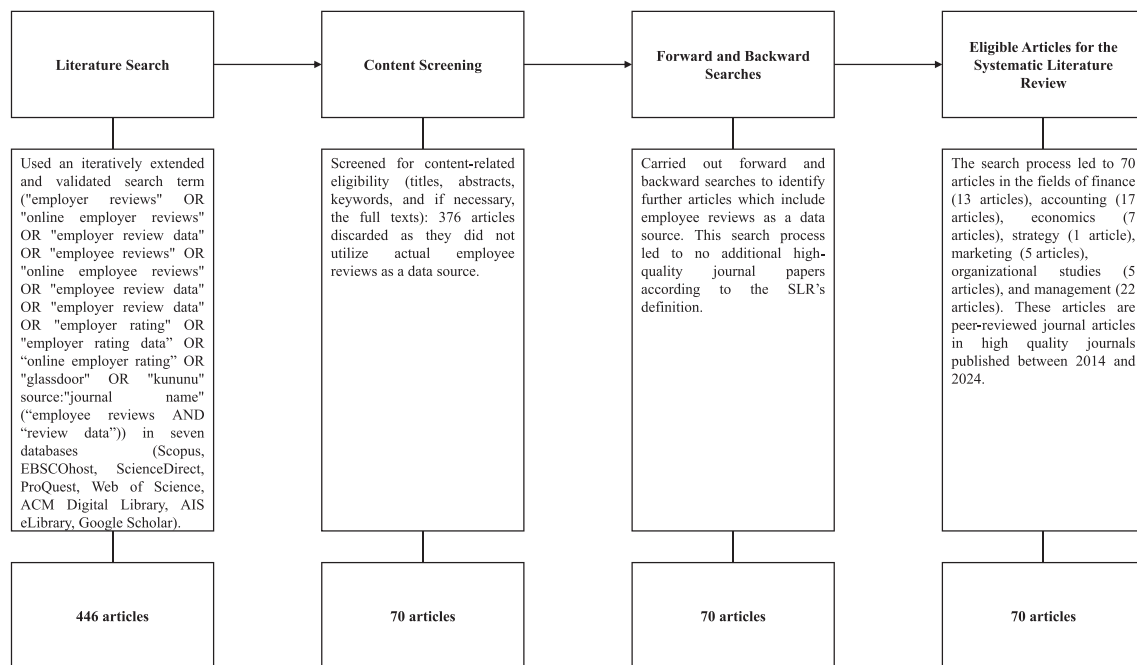 Literature Search
Content Screening
Forward and Backward
Searches
Eligible Articles for the
Systematic Literature
Review
Used an iteratively extended
and validated search term
("employer reviews" OR
"online employer reviews"
OR "employer review data"
OR "employee reviews" OR
"online employee reviews"
OR "employee review data"
OR "employee review data"
OR "employer rating" OR
"employer rating data” OR
“online employer rating” OR
"glassdoor" OR "kununu"
source:"journal name"
(“employee reviews AND
“review data”)) in seven
databases (Scopus,
EBSCOhost, ScienceDirect,
ProQuest, Web of Science,
ACM Digital Library, AIS
eLibrary, Google Scholar).
Screened for content-related
eligibility (titles, abstracts,
keywords, and if necessary,
the full texts): 376 articles
discarded as they did not
utilize actual employee
reviews as a data source.
Carried out forward and
backward searches to identify
further articles which include
employee reviews as a data
source. This search process
led to no additional high-
quality journal papers
according to the SLR’s
definition.
The search process led to 70
articles in the fields of finance
(13 articles), accounting (17
articles), economics (7
articles), strategy (1 article),
marketing (5 articles),
organizational studies (5
articles), and management (22
articles). These articles are
peer-reviewed journal articles
in high quality journals
published between 2014 and
2024.
446 articles
70 articles
70 articles
70 articles